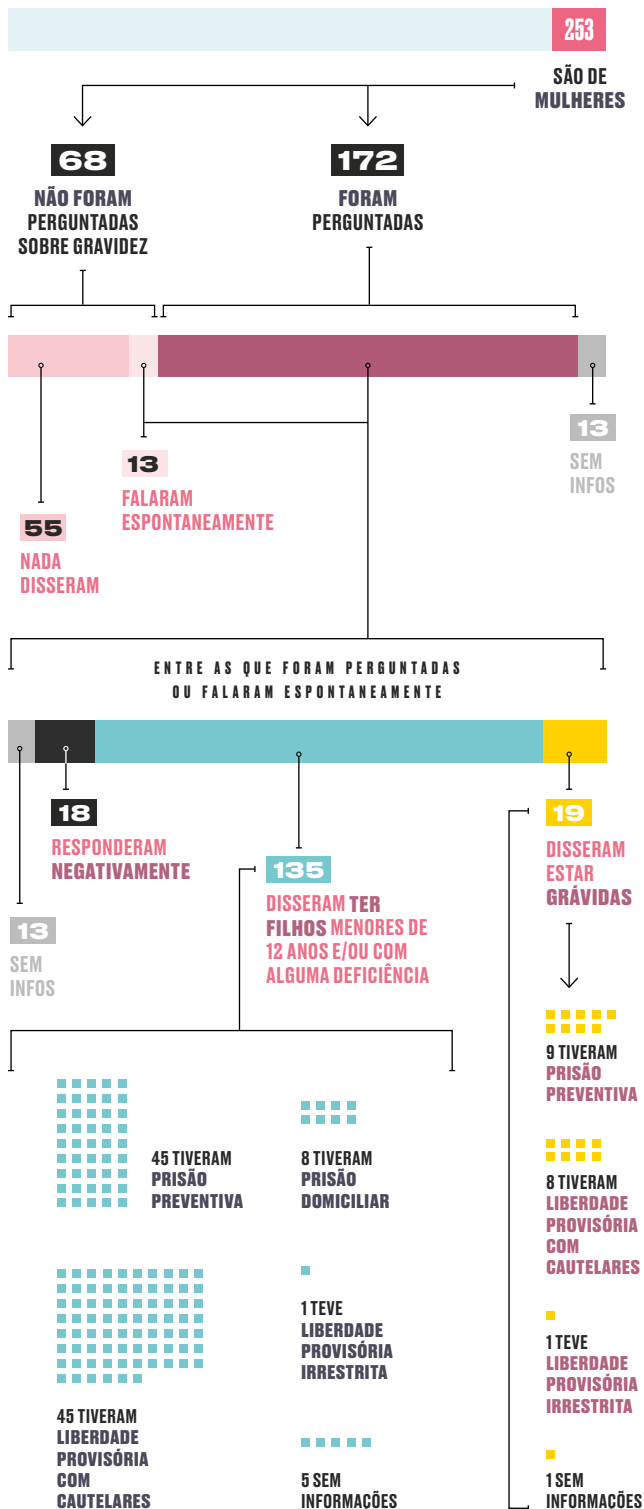 253
SÃO DE
MULHERES
68
NÃO FORAM
PERGUNTADAS
SOBRE GRAVIDEZ
172
FORAM
PERGUNTADAS
13
SEM
INFOS
13
FALARAM
ESPONTANEAMENTE
55
NADA
DISSERAM
ENTRE AS QUE FORAM PERGUNTADAS
OU FALARAM ESPONTANEAMENTE
18
RESPONDERAM
NEGATIVAMENTE
13
SEM
INFOS
135
DISSERAM TER
FILHOS MENORES DE
12 ANOS E/OU COM
ALGUMA DEFICIÊNCIA
19
DISSERAM
ESTAR
GRÁVIDAS
45 TIVERAM
PRISÃO
PREVENTIVA
8 TIVERAM
PRISÃO
DOMICILIAR
45 TIVERAM
LIBERDADE
PROVISÓRIA
COM
CAUTELARES
1 TEVE
LIBERDADE
PROVISÓRIA
IRRESTRITA
5 SEM
INFORMAÇÕES
9 TIVERAM
PRISÃO
PREVENTIVA
8 TIVERAM
LIBERDADE
PROVISÓRIA
COM
CAUTELARES
1 TEVE
LIBERDADE
PROVISÓRIA
IRRESTRITA
1 SEM
INFORMAÇÕES